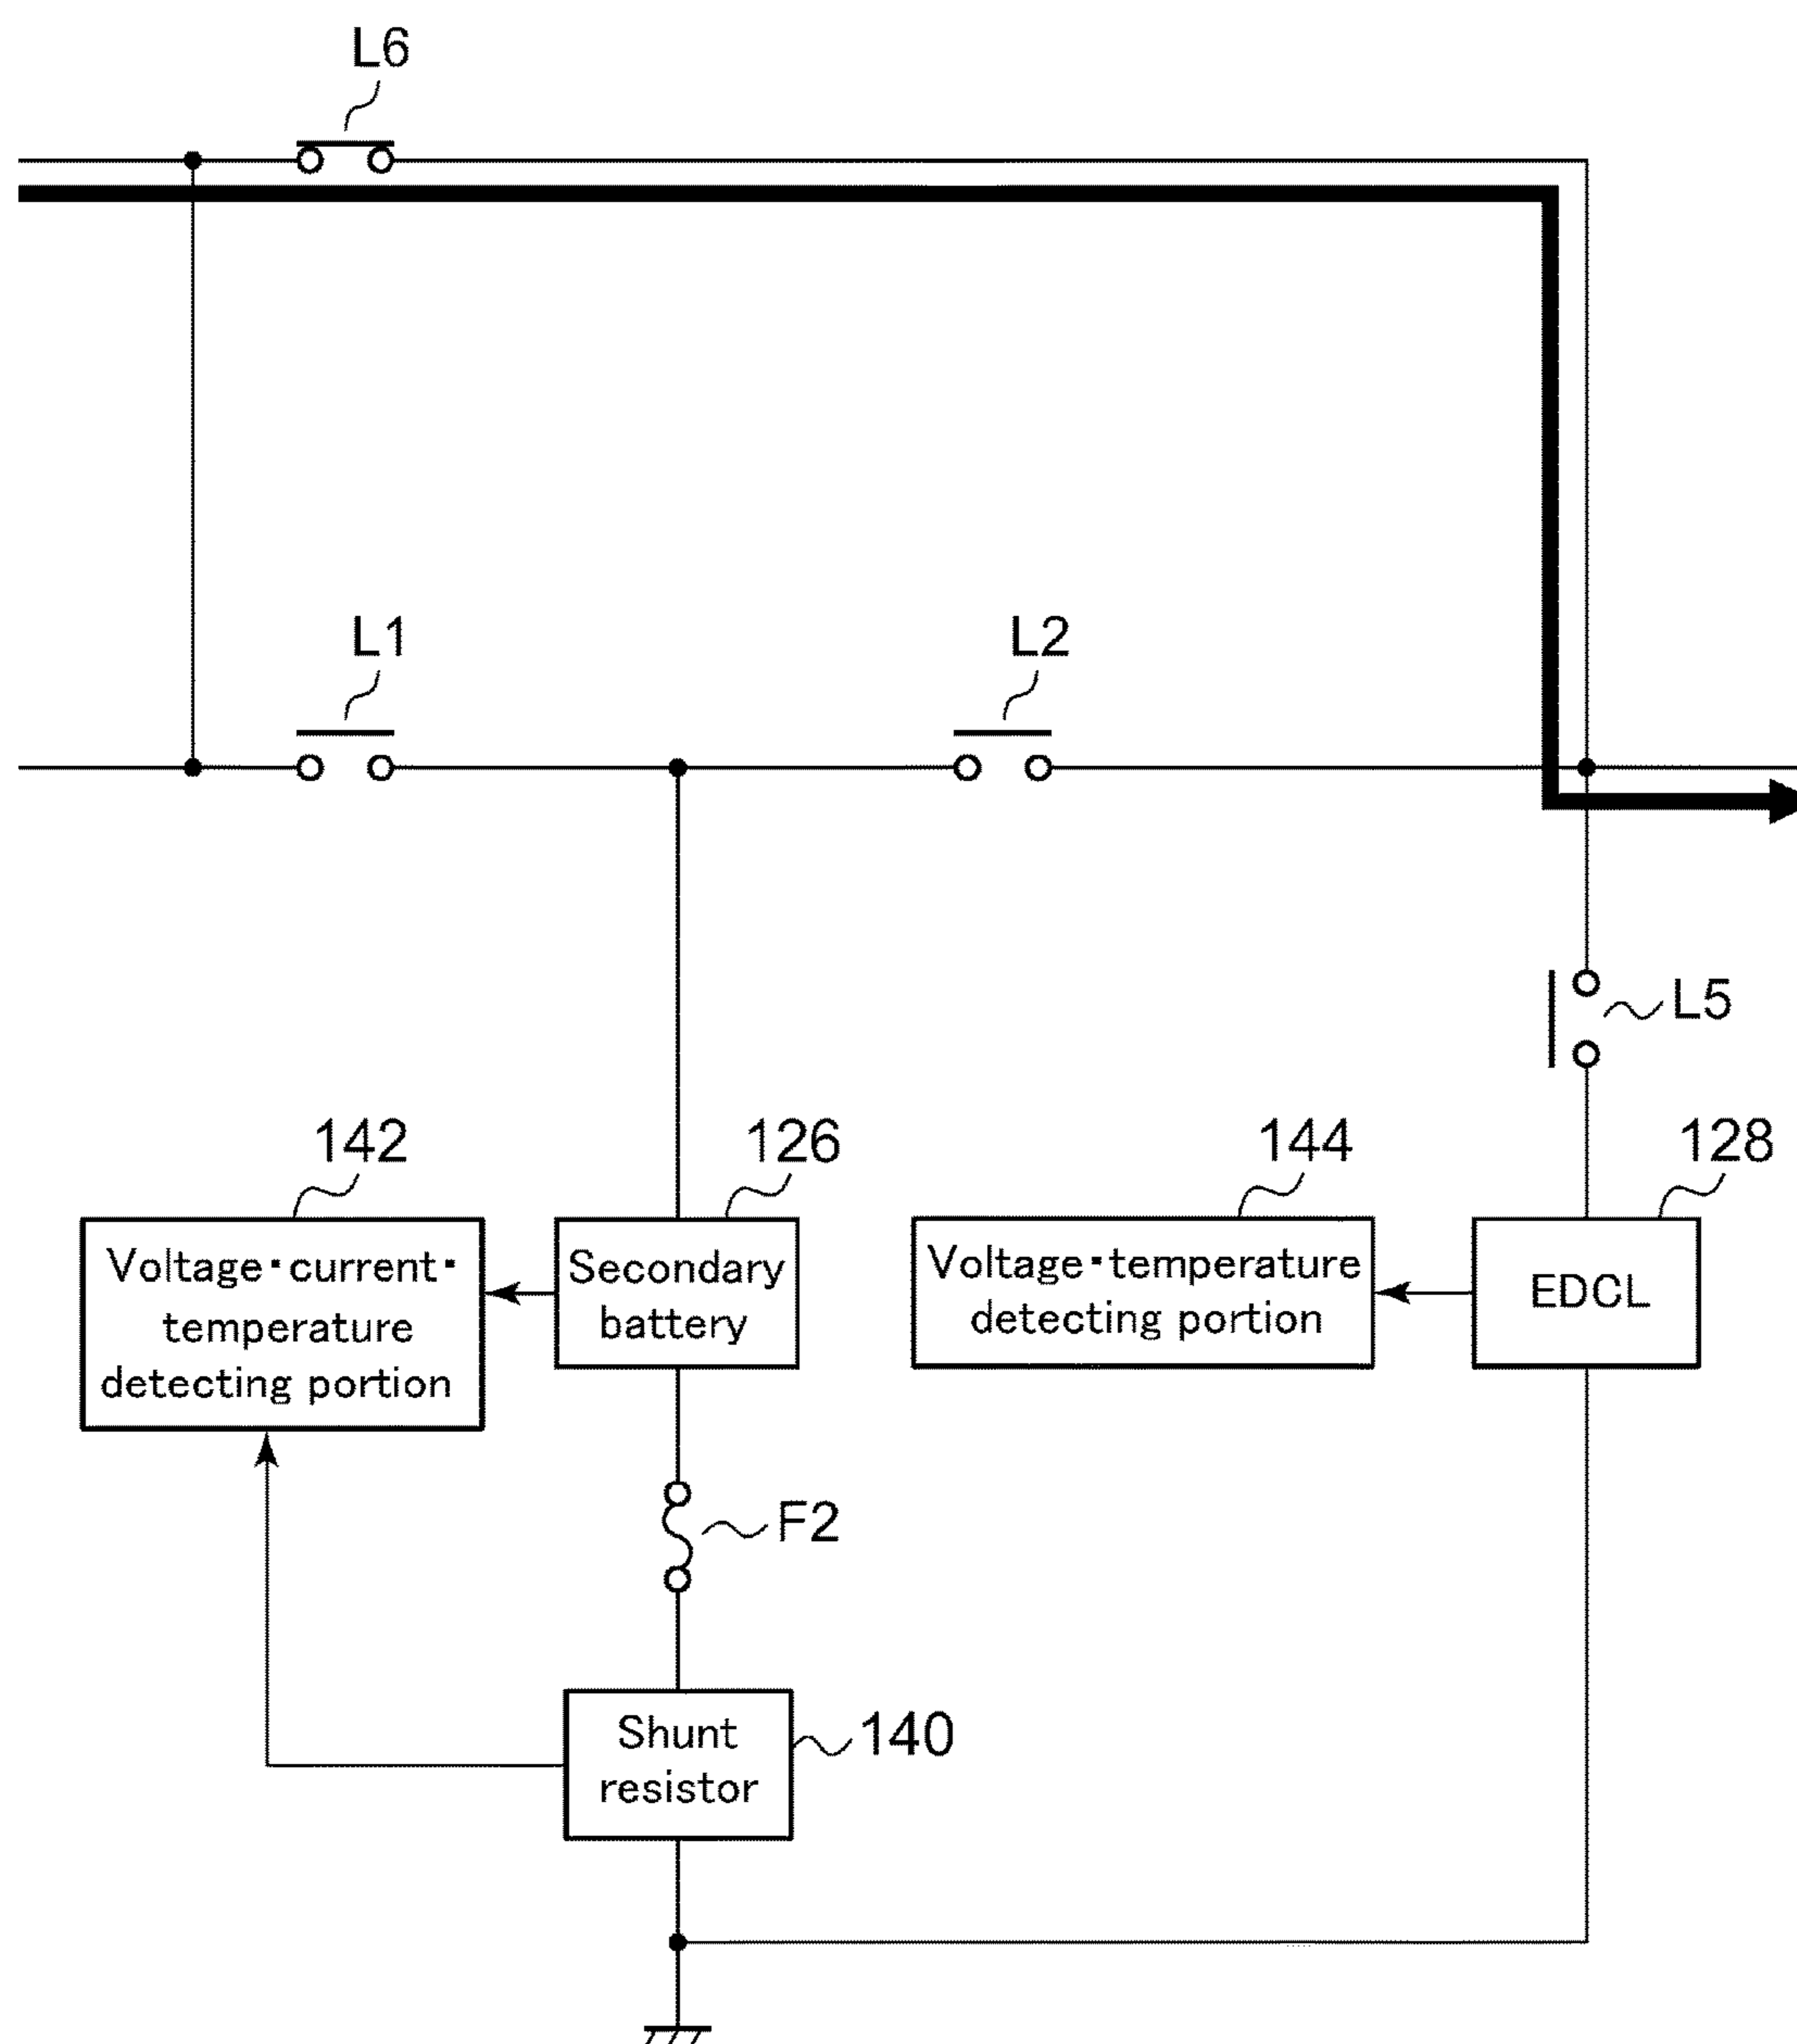 L6
L1
L2
L5
142
126
144
128
Voltage・current・
temperature
detecting portion
Secondary
battery
Voltage・temperature
detecting portion
EDCL
F2
Shunt
resistor
140